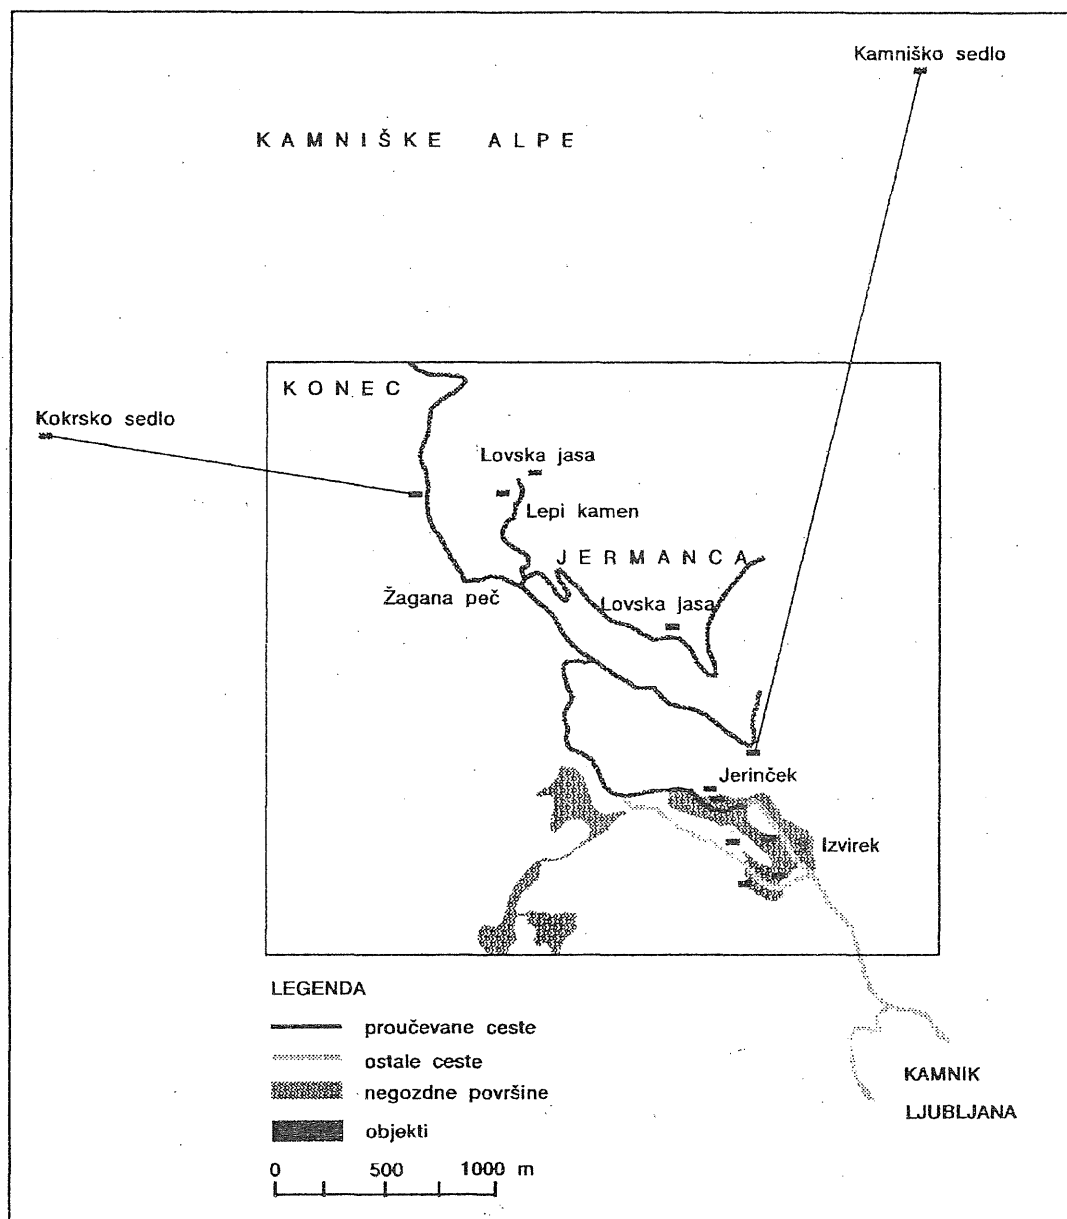 Kamniško sedlo
KAMNIŠKE ALPE
KONEC
Kokrsko sedlo
Lovska jasa
Lepi kamen
JERMANCA
Žagana peč
Lovska jasa
Jerinček
Izvirek
LEGENDA
proučevane ceste
ostale ceste
negozdne površine
objekti
KAMNIK
LJUBLJANA
0 500 1000 m